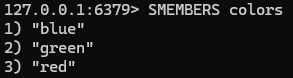 127.0.0.1:6379> SMEMBERS colors
1) "blue"
2) "green"
3) "red"